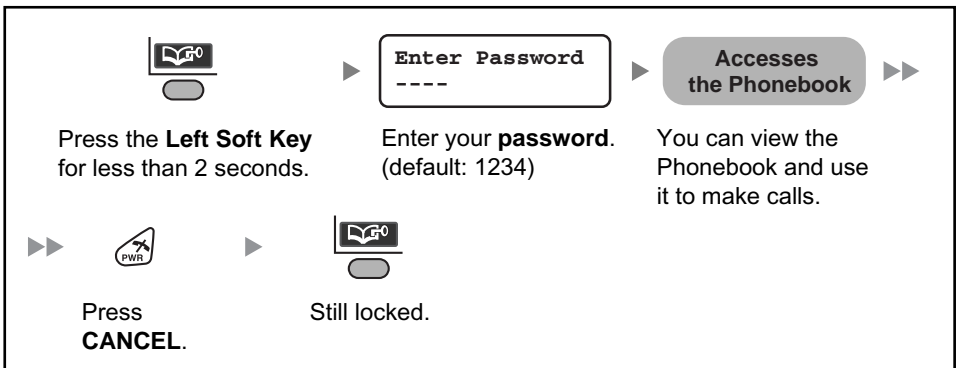 Enter Password
----
Accesses
the Phonebook
Press the Left Soft Key
for less than 2 seconds.
Enter your password.
(default: 1234)
You can view the
Phonebook and use
it to make calls.
PWR
Press
CANCEL.
Still locked.